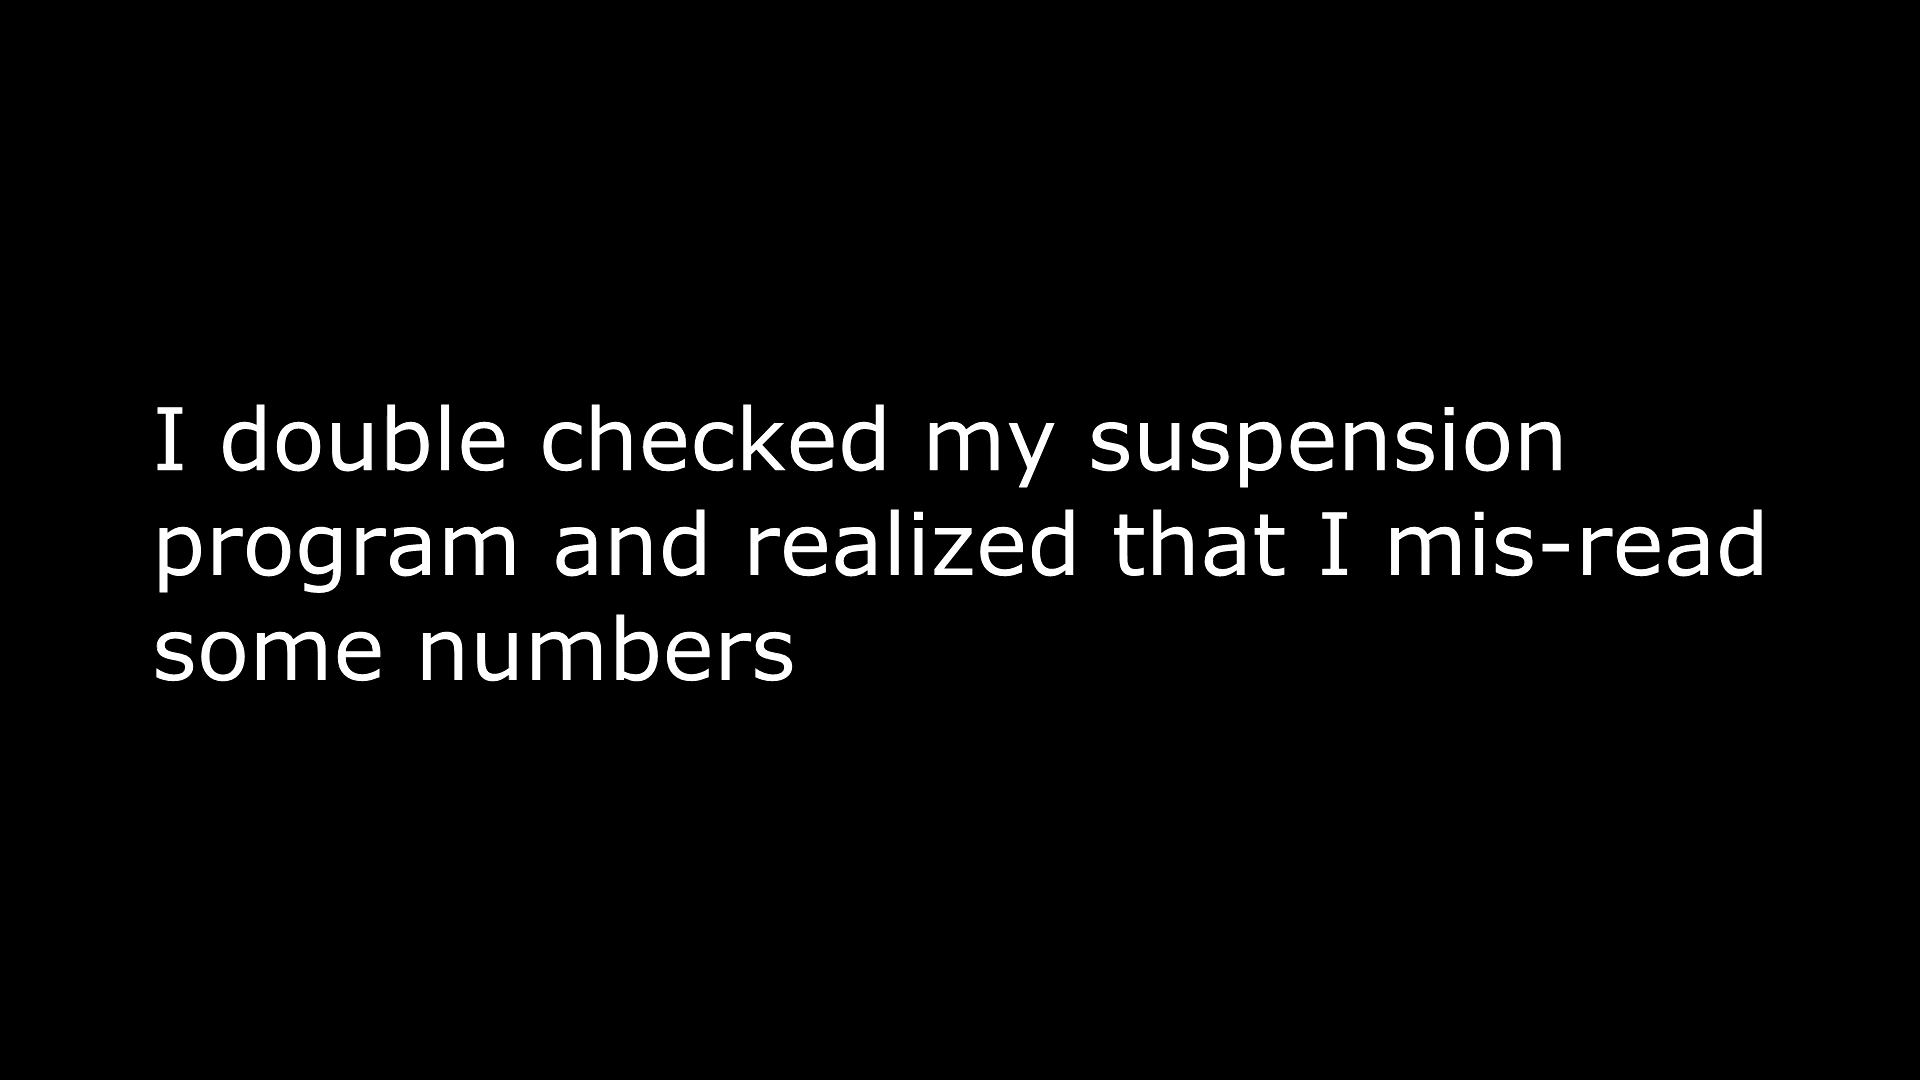 I double checked my suspension
program and realized that I mis-read
some numbers